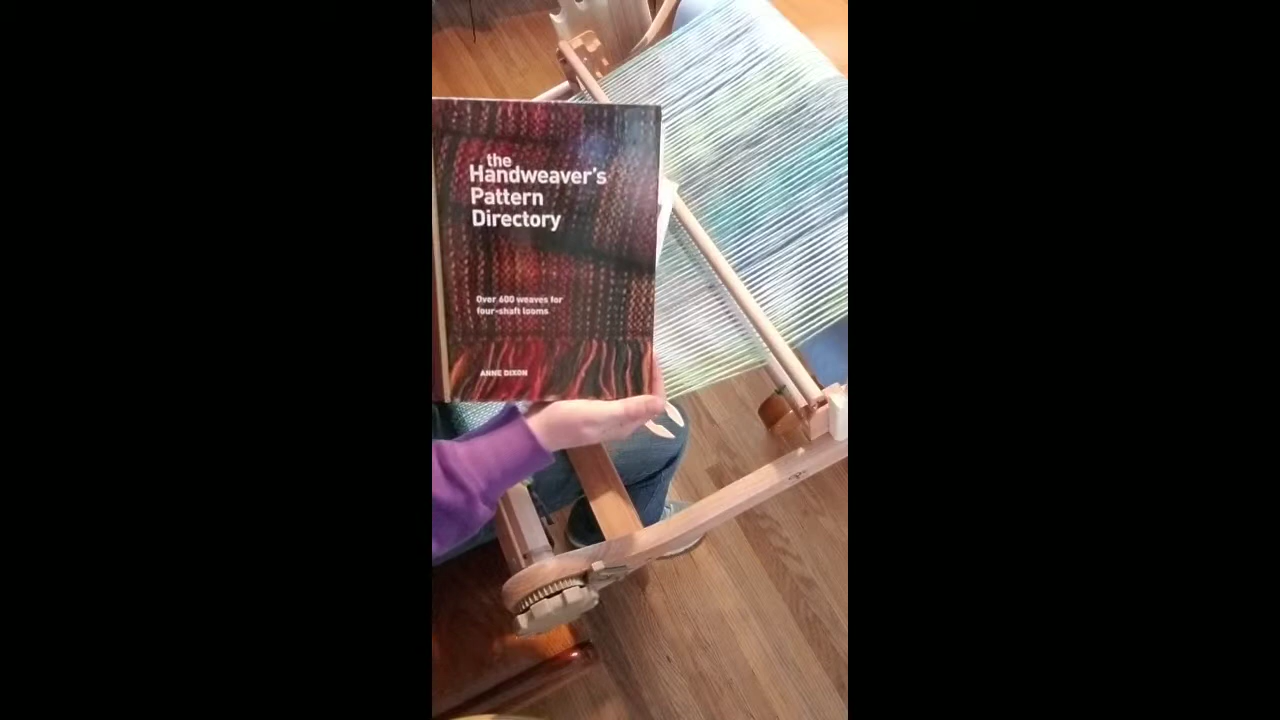 the
Handweaver's
Pattern
Directory
Over 600 weaves for
four-shaft looms
ANNE DIXON